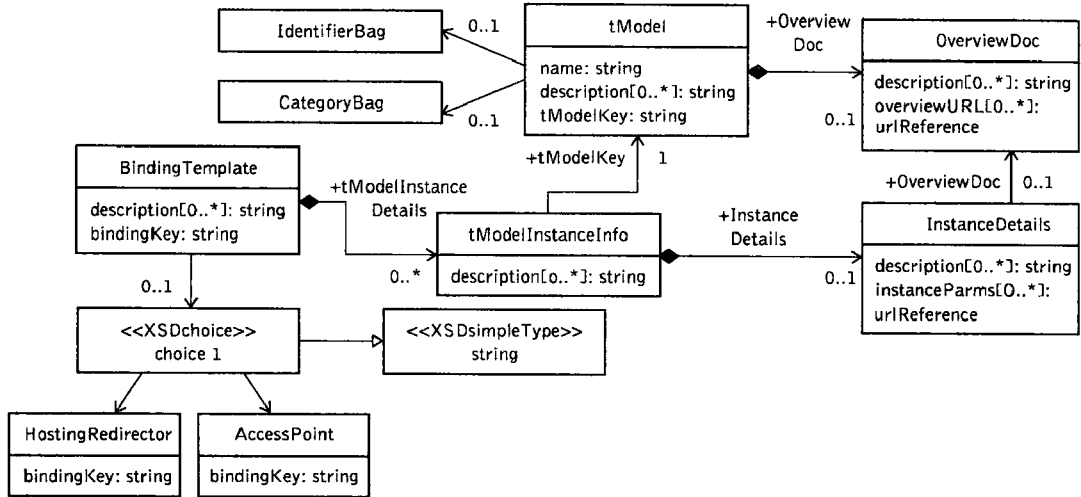 IdentifierBag
0..1
CategoryBag
0..1
tModel
name: string
description[0..*]: string
tModelKey: string
+Overview
Doc
0..1
OverviewDoc
description[0..*]: string
overviewURL[0..*]:
urlReference
+tModelKey
1
+OverviewDoc
0..1
BindingTemplate
description[0..*]: string
bindingKey: string
+tModelInstance
Details
0..*
tModelInstanceInfo
description[0..*]: string
+Instance
Details
0..1
InstanceDetails
description[0..*]: string
instanceParms[0..*]:
urlReference
0..1
<<XSDchoice>>
choice 1
<<XSDsimpleType>>
string
HostingRedirector
bindingKey: string
AccessPoint
bindingKey: string